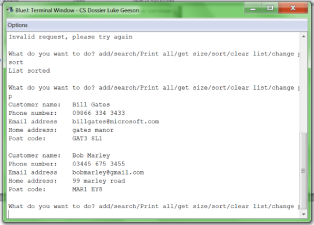 BlueJ: Terminal Window - CS Dossier Luke Geeson
Options
Invalid request, please try again
What do you want to do? add/search/Print all/get size/sort/clear list/change p
sort
List sorted
What do you want to do? add/search/Print all/get size/sort/clear list/change p
p
Customer name: Bill Gates
Phone number: 09866 334 3433
Email address billgates@microsoft.com
Home address: gates manor
Post code: GAT3 6L1
Customer name: Bob Marley
Phone number: 03445 675 3455
Email address bobmarley@gmail.com
Home address: 99 marley road
Post code: MAR1 EY8
What do you want to do? add/search/Print all/get size/sort/clear list/change p